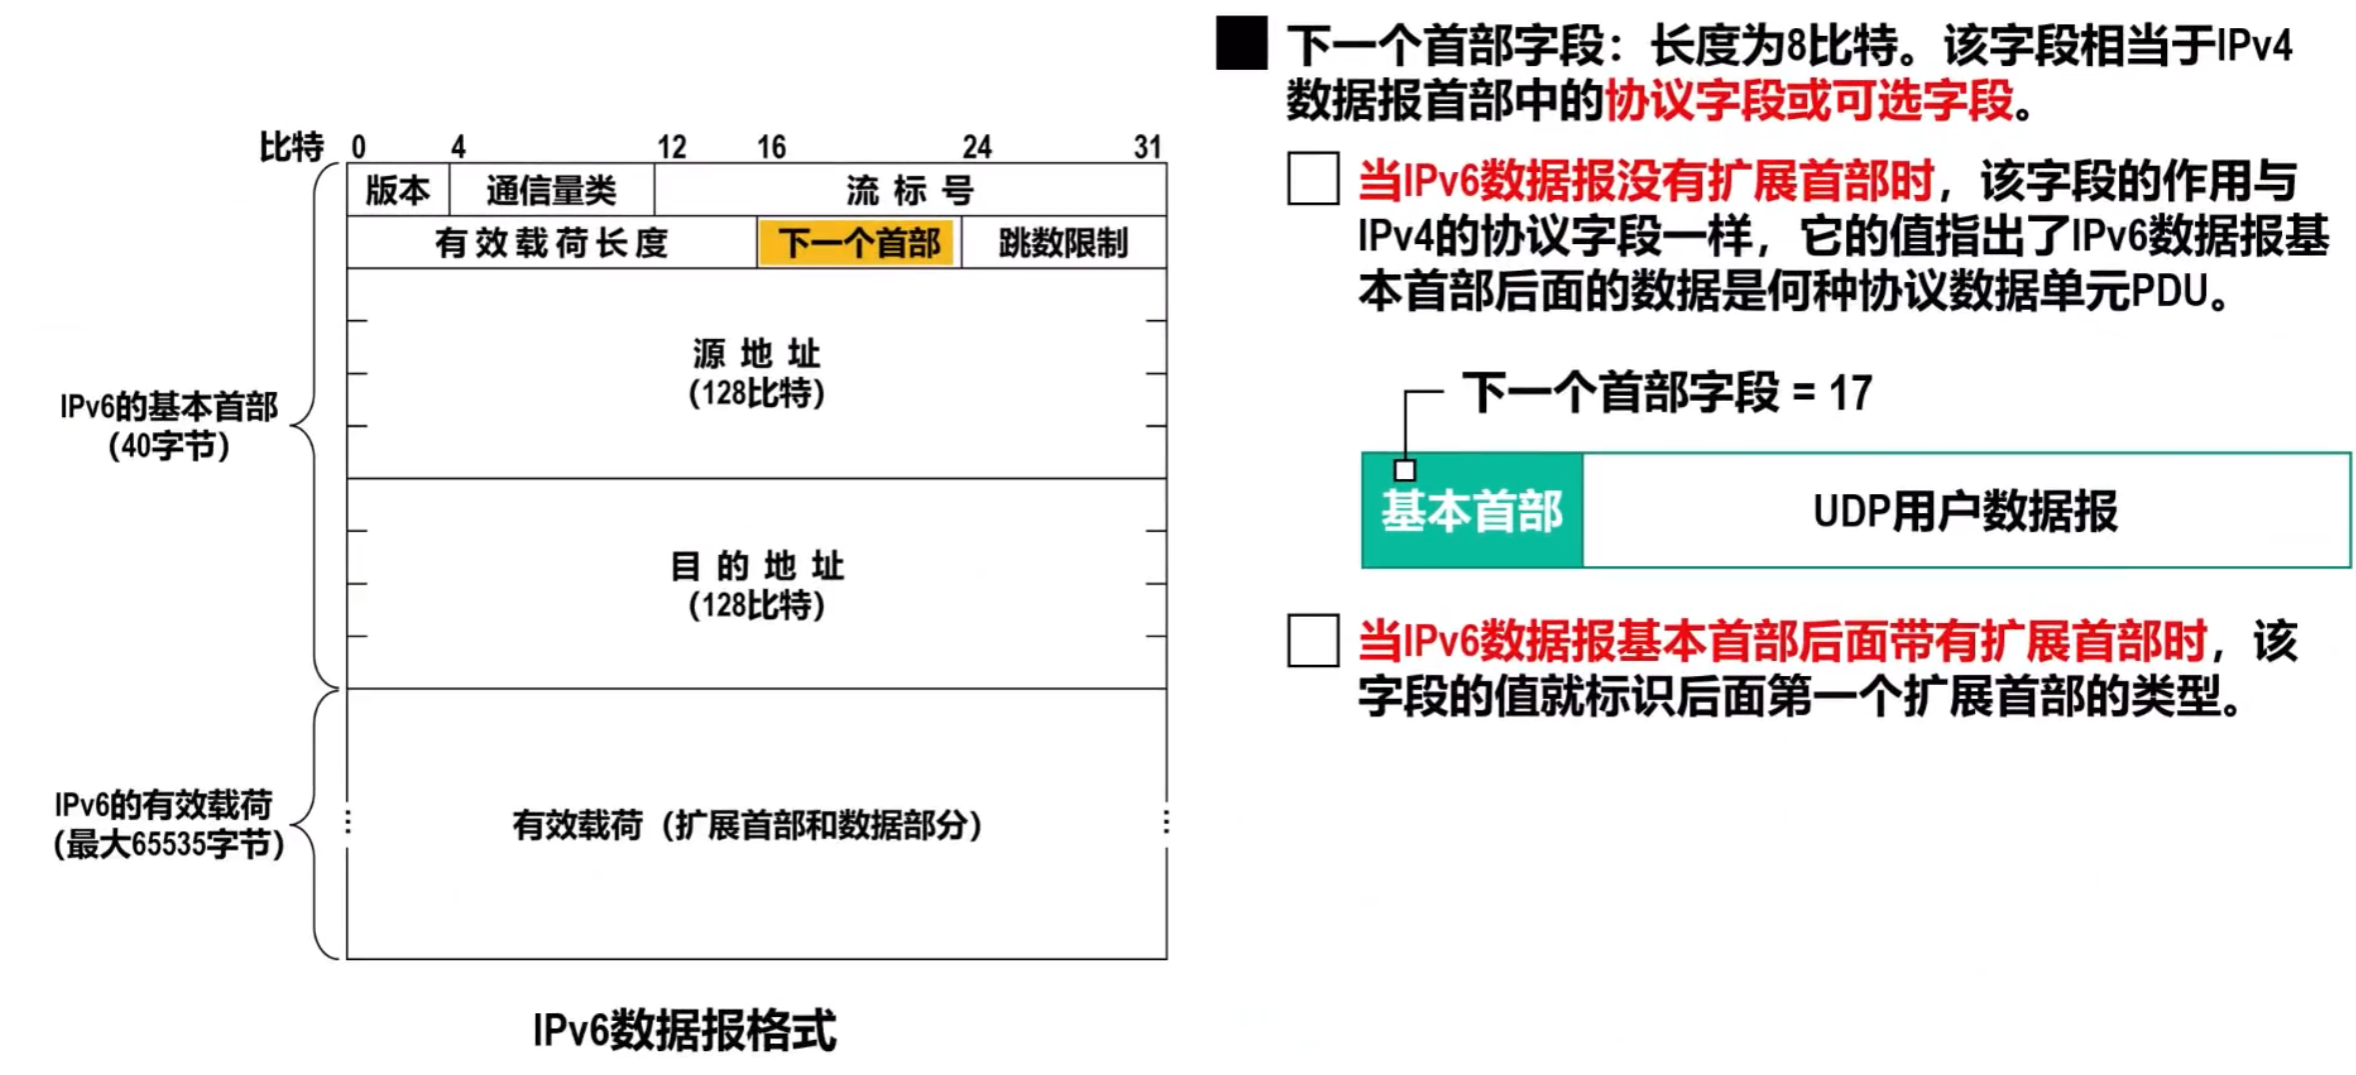 比特 0 4 12 16 24 31
版本 通信量类 流标号
有效载荷长度 下一个首部 跳数限制
源地址
(128比特)
IPv6的基本首部
(40字节)
目的地址
(128比特)
IPv6的有效载荷
(最大65535字节)
有效载荷（扩展首部和数据部分）
IPv6数据报格式
下一个首部字段：长度为8比特。该字段相当于IPv4
数据报首部中的协议字段或可选字段。
当IPv6数据报没有扩展首部时，该字段的作用与
IPv4的协议字段一样，它的值指出了IPv6数据报基
本首部后面的数据是何种协议数据单元PDU。
下一个首部字段 = 17
基本首部 UDP用户数据报
当IPv6数据报基本首部后面带有扩展首部时，该
字段的值就标识后面第一个扩展首部的类型。